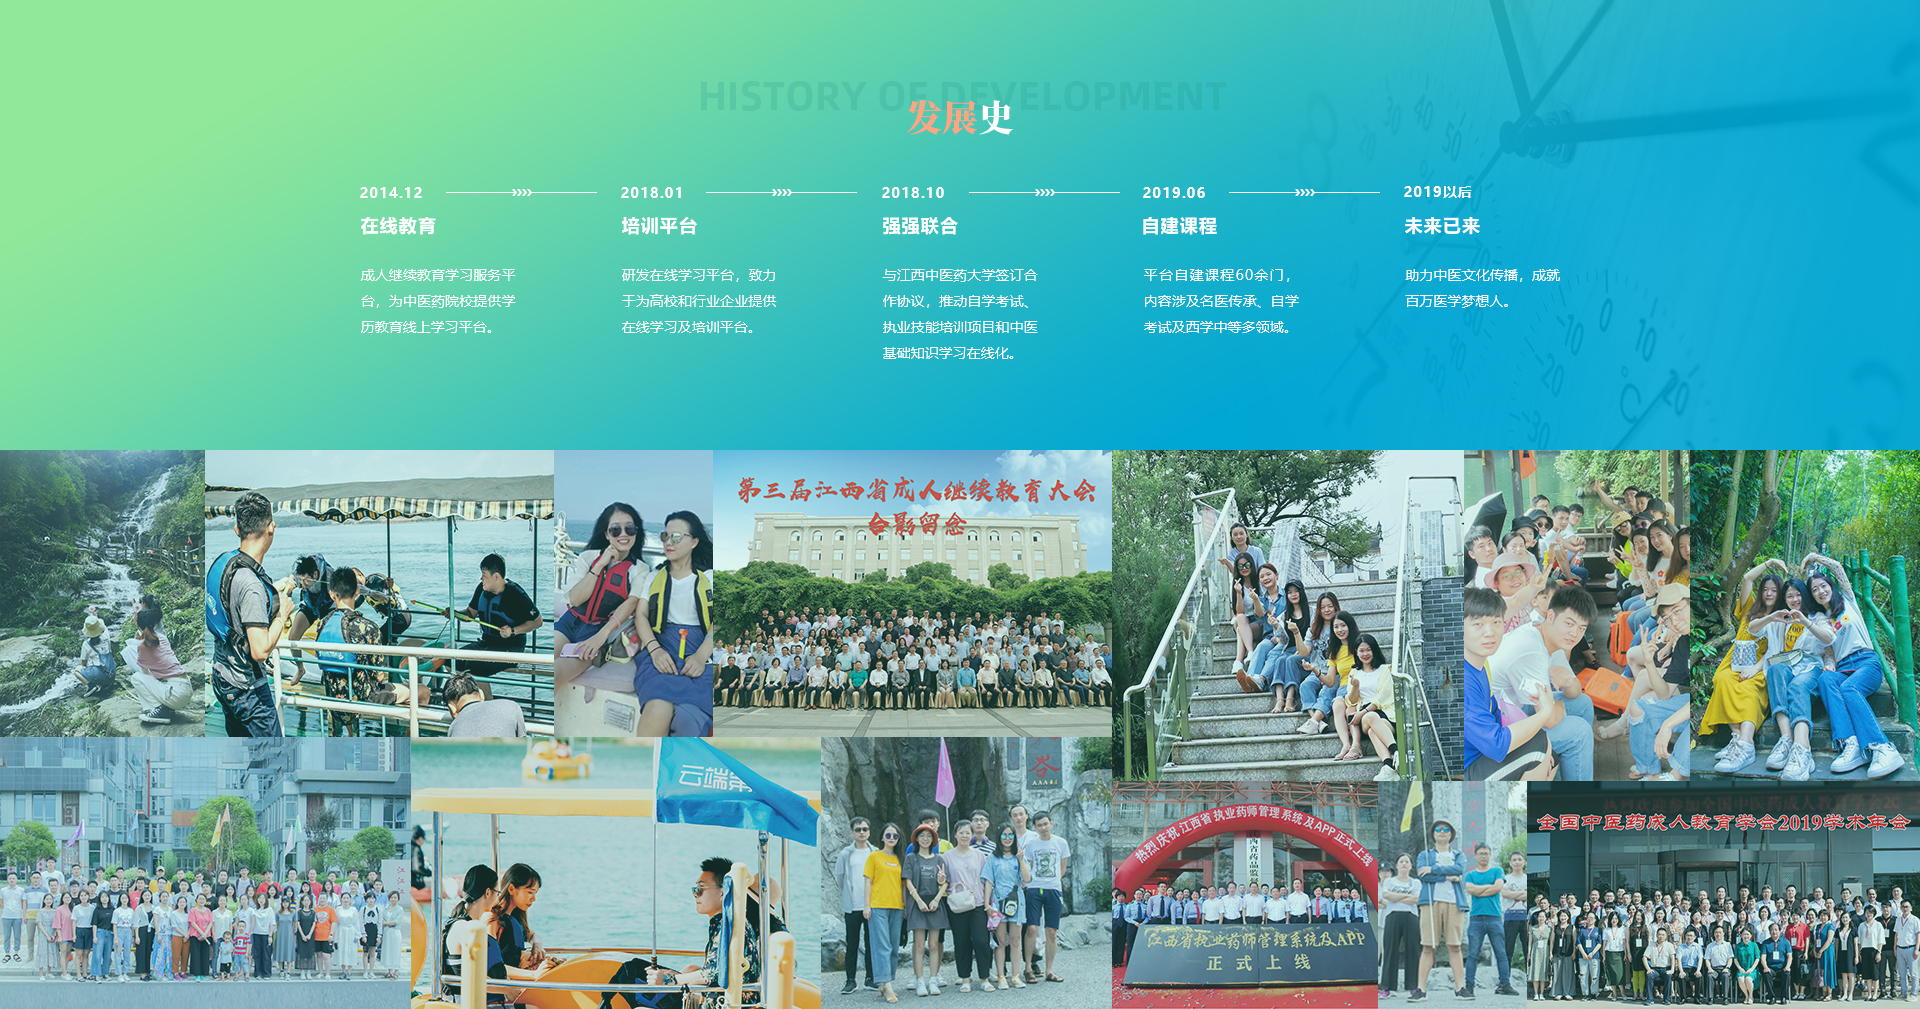 HISTORY OF DEVELOPMENT
发展史
2014.12
在线教育
成人继续教育学习服务平
台，为中医药院校提供学
历教育线上学习平台。
2018.01
培训平台
研发在线学习平台，致力
于为高校和行业企业提供
在线学习及培训平台。
2018.10
强强联合
与江西中医药大学签订合
作协议，推动自学考试、
执业技能培训项目和中医
基础知识学习在线化。
2019.06
自建课程
平台自建课程60余门，
内容涉及名医传承、自学
考试及西学中等多领域。
2019以后
未来已来
助力中医文化传播，成就
百万医学梦想人。
第三届江西省成人继续教育大会
合影留念
云端
热烈庆祝江西省执业药师管理系统及APP正式上线
西省药品监督
江西省执业药师管理系统及APP
正式上线
全国中医药成人教育学会2019学术年会